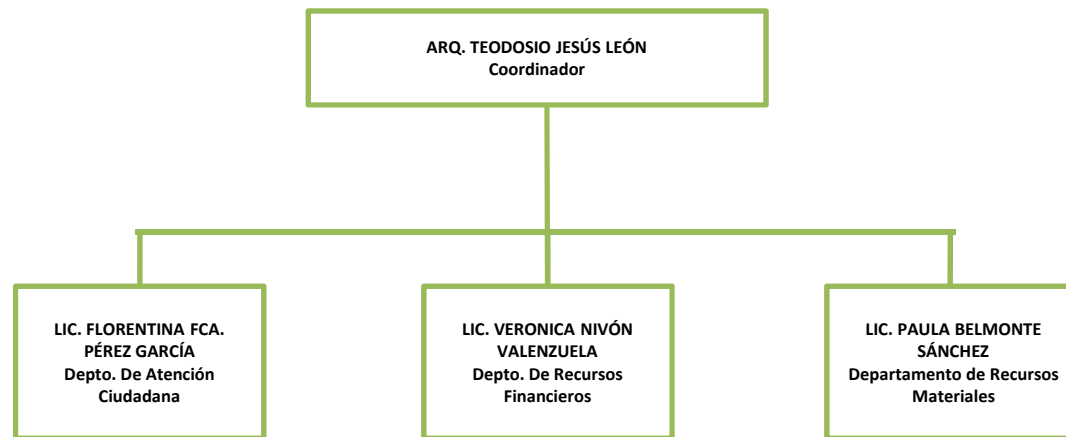 ARQ. TEODOSIO JESÚS LEÓN
Coordinador
LIC. FLORENTINA FCA.
PÉREZ GARCÍA
Depto. De Atención
Ciudadana
LIC. VERONICA NIVÓN
VALENZUELA
Depto. De Recursos
Financieros
LIC. PAULA BELMONTE
SÁNCHEZ
Departamento de Recursos
Materiales